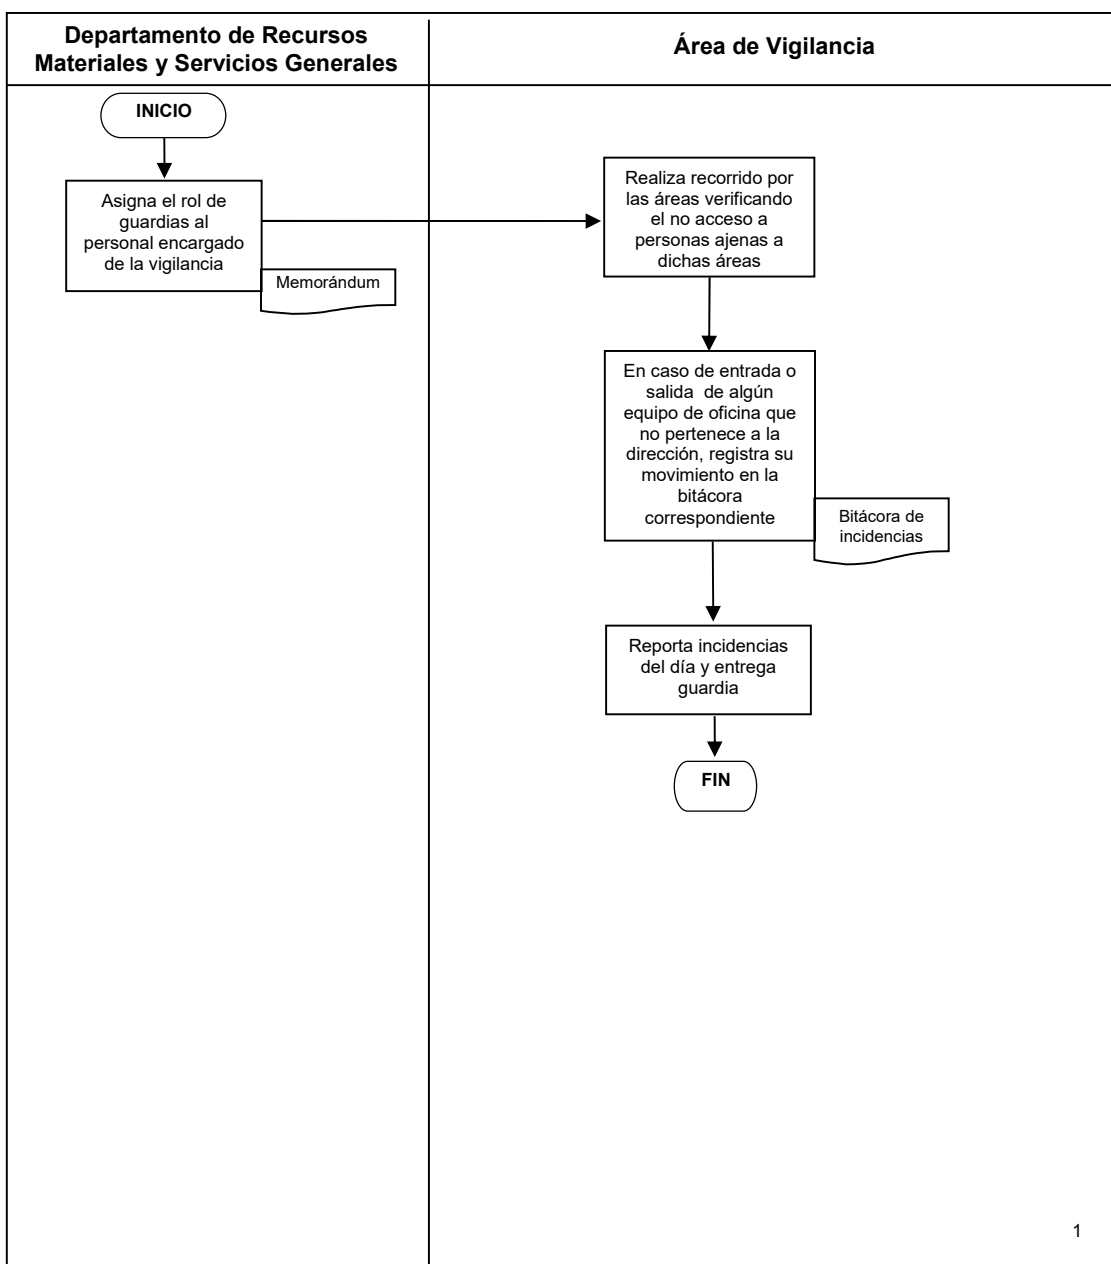 Departamento de Recursos
Materiales y Servicios Generales
Área de Vigilancia
INICIO
Asigna el rol de
guardias al
personal encargado
de la vigilancia
Memorándum
Realiza recorrido por
las áreas verificando
el no acceso a
personas ajenas a
dichas áreas
En caso de entrada o
salida  de algún
equipo de oficina que
no pertenece a la
dirección, registra su
movimiento en la
bitácora
correspondiente
Bitácora de
incidencias
Reporta incidencias
del día y entrega
guardia
FIN
1